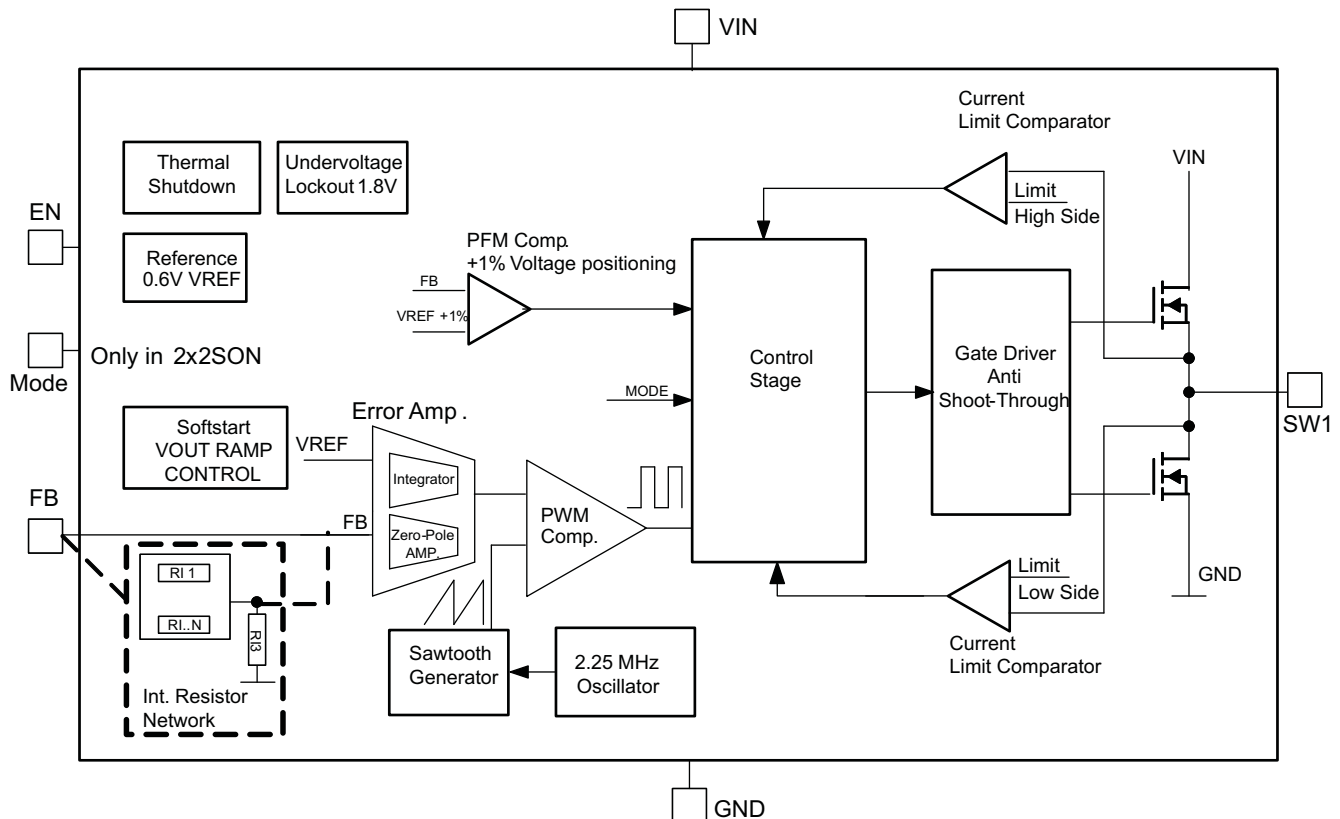 VIN
Current
Limit Comparator
Thermal
Shutdown
Undervoltage
Lockout 1.8V
VIN
EN
Limit
High Side
Reference
0.6V VREF
PFM Comp.
+1% Voltage positioning
FB
VREF +1%
Mode
Only in 2x2SON
Control
Stage
Gate Driver
Anti
Shoot-Through
MODE
SW1
Softstart
VOUT RAMP
CONTROL
Error Amp .
VREF
Integrator
FB
FB
Zero-Pole
AMP.
PWM
Comp.
RI 1
RI..N
RI3
Int. Resistor
Network
Sawtooth
Generator
2.25 MHz
Oscillator
Limit
Low Side
GND
Current
Limit Comparator
GND